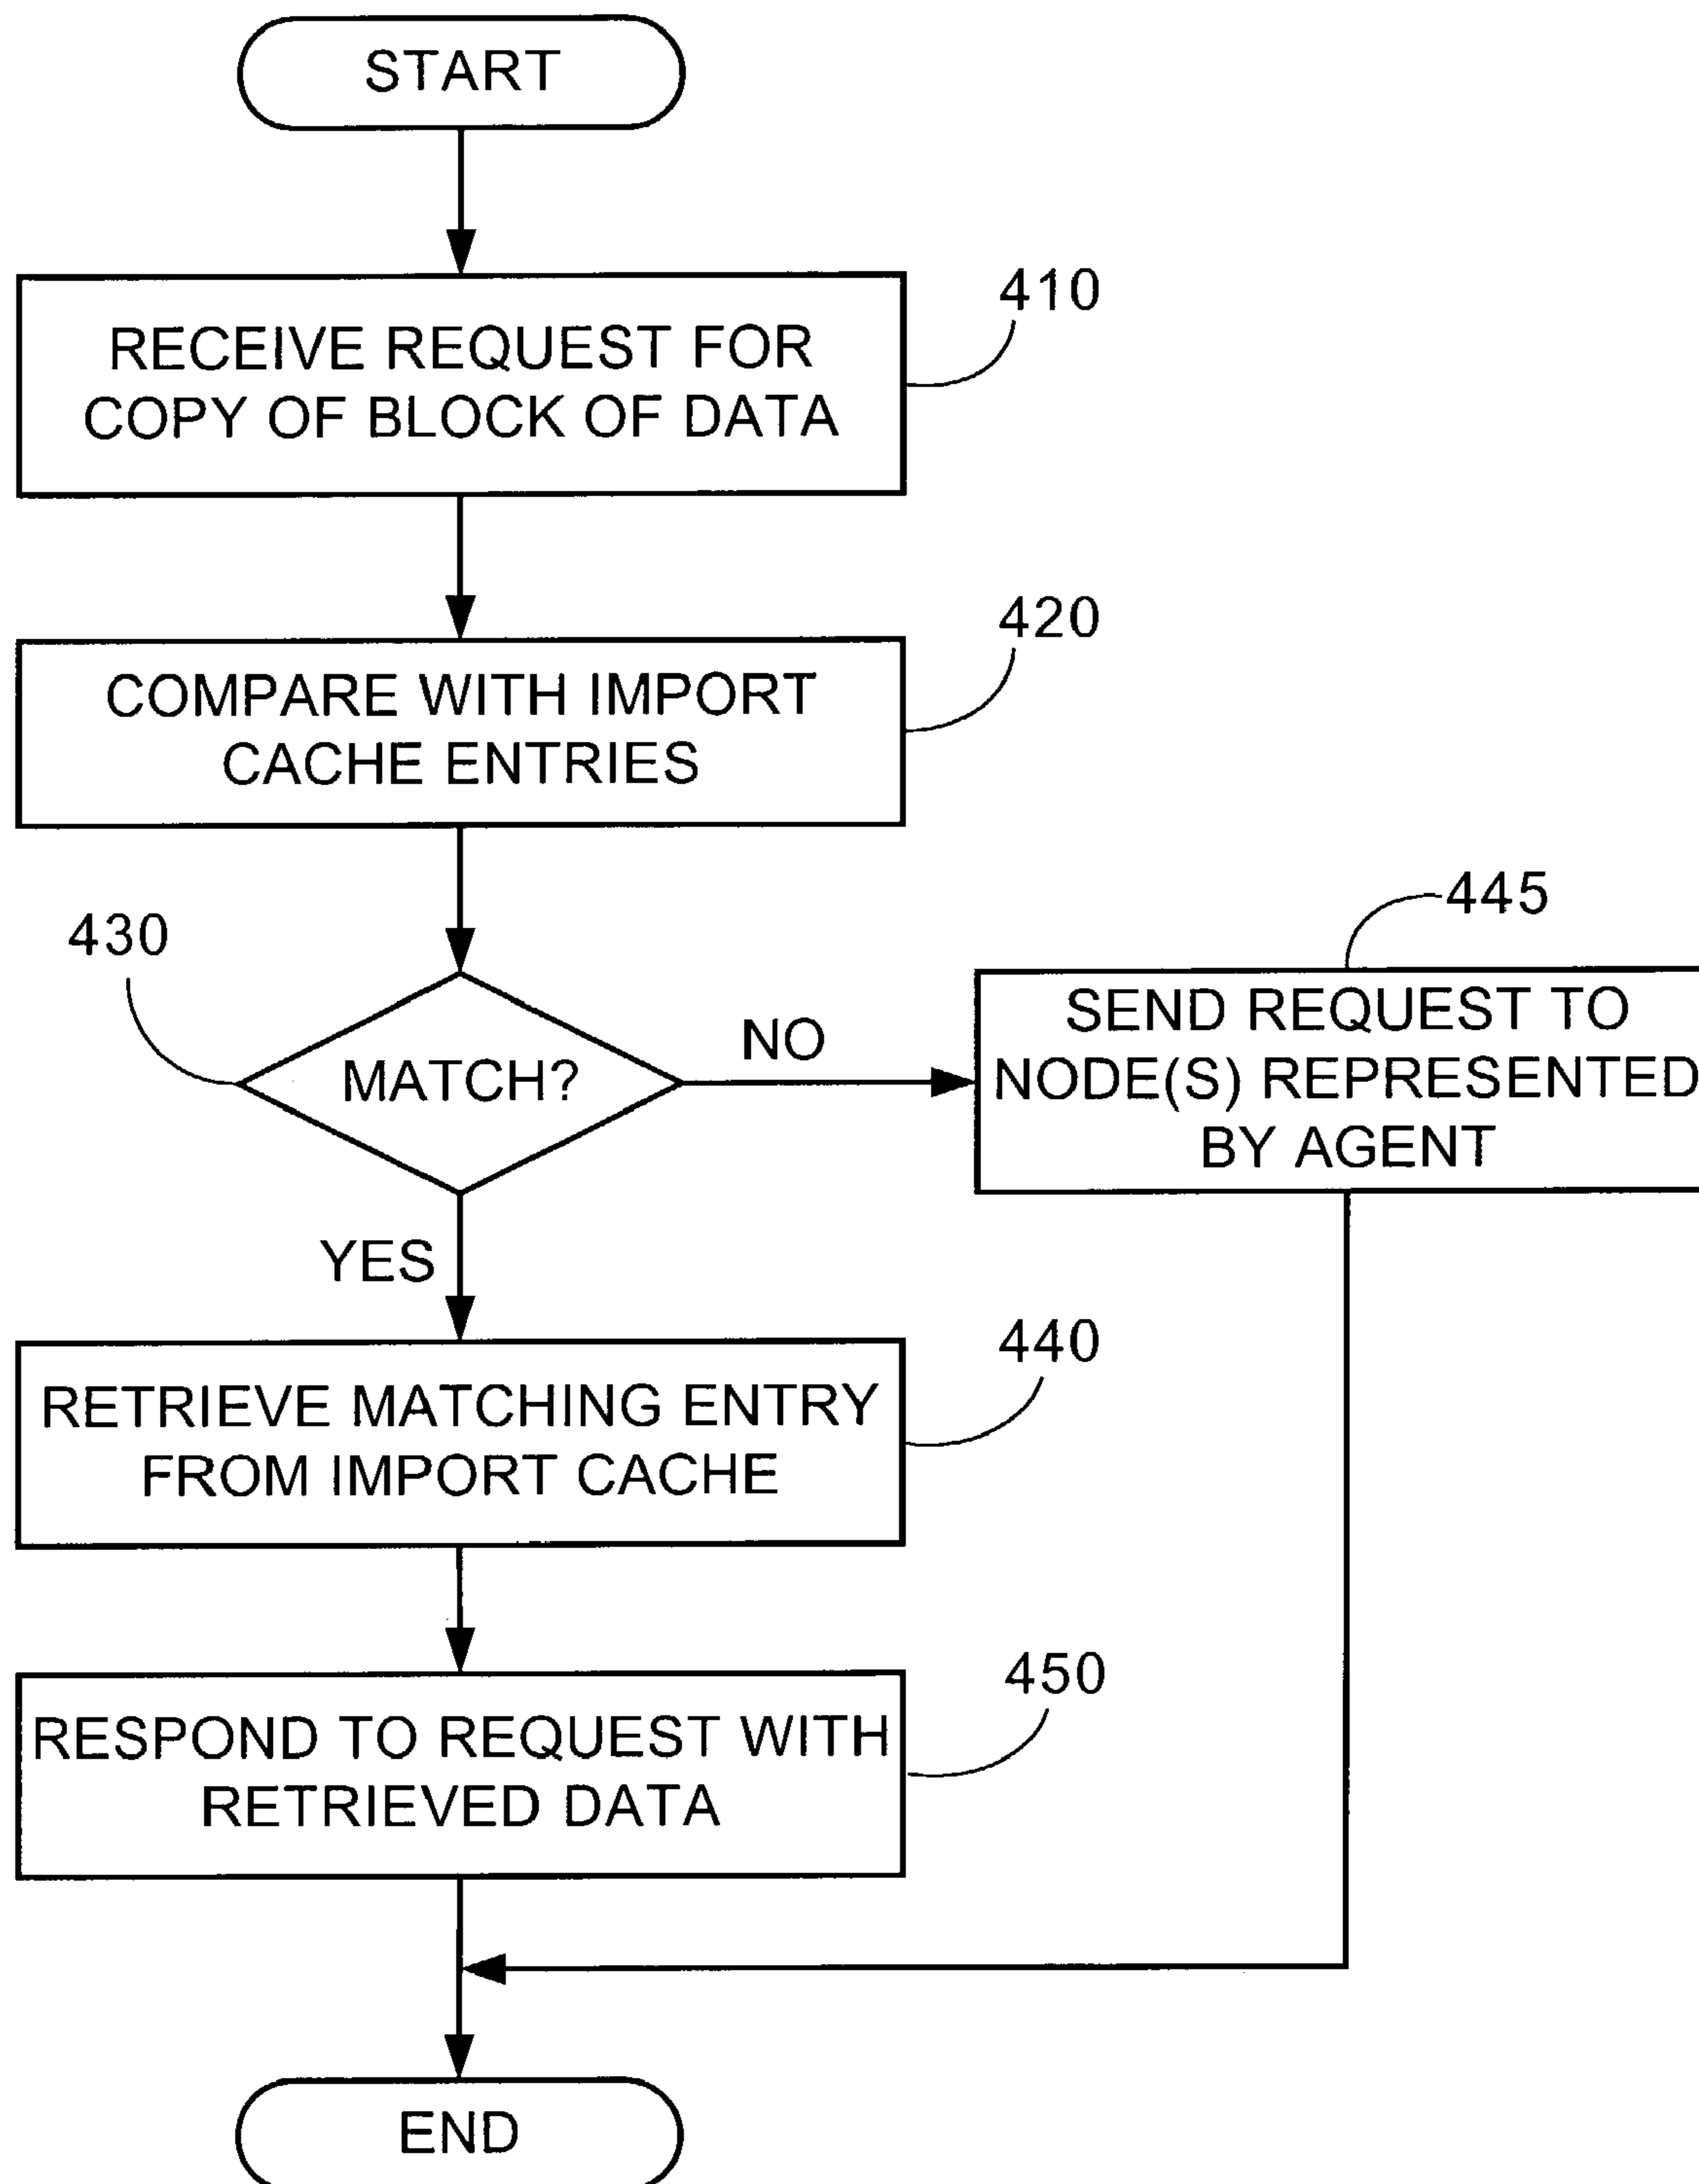 START
RECEIVE REQUEST FOR
COPY OF BLOCK OF DATA
410
COMPARE WITH IMPORT
CACHE ENTRIES
420
430
MATCH?
NO
445
SEND REQUEST TO
NODE(S) REPRESENTED
BY AGENT
YES
RETRIEVE MATCHING ENTRY
FROM IMPORT CACHE
440
RESPOND TO REQUEST WITH
RETRIEVED DATA
450
END